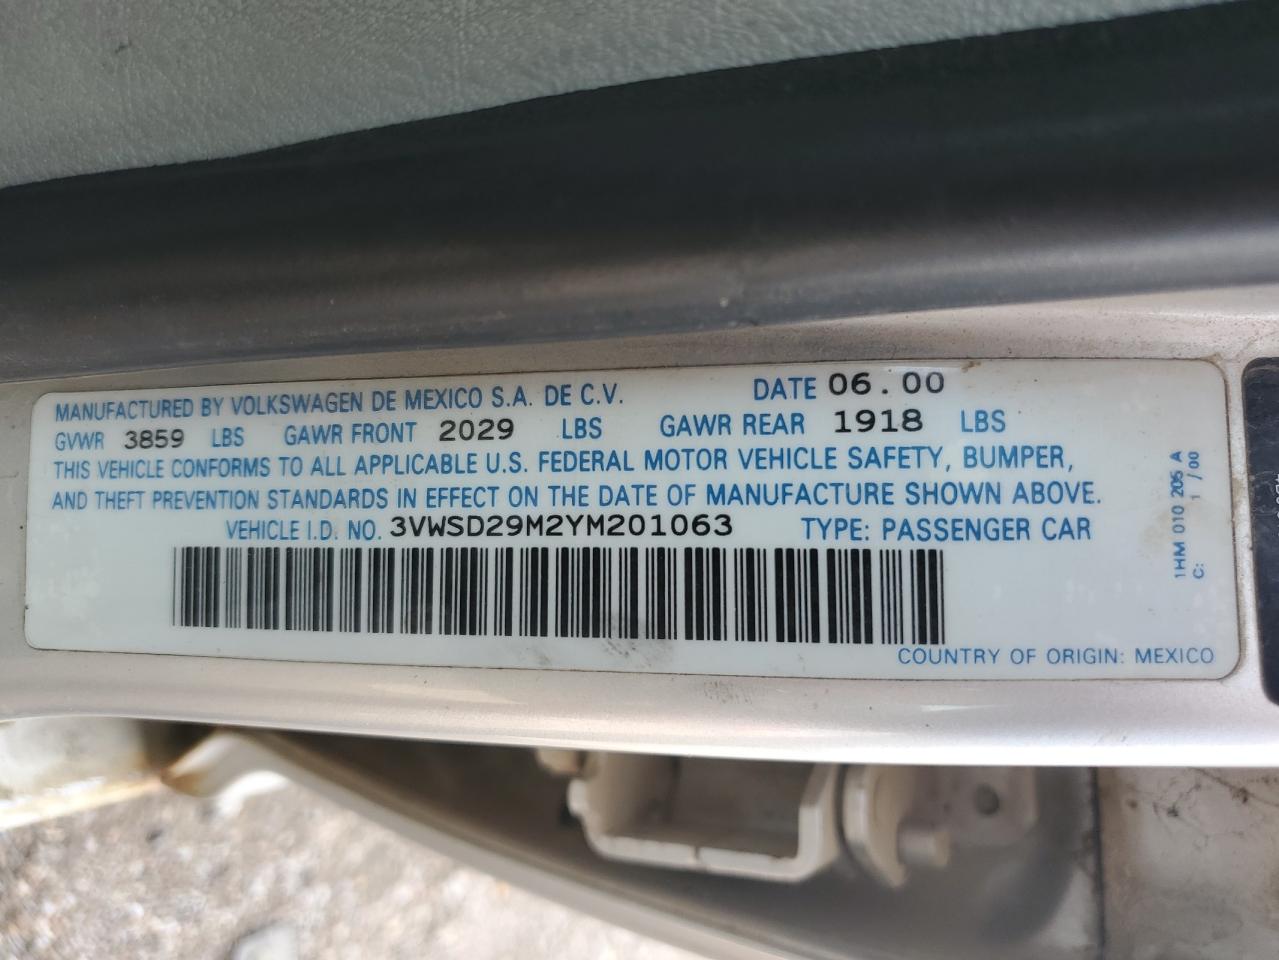 MANUFACTURED BY VOLKSWAGEN DE MEXICO S.A. DE C.V. DATE 06.00
GVWR 3859 LBS GAWR FRONT 2029 LBS GAWR REAR 1918 LBS
THIS VEHICLE CONFORMS TO ALL APPLICABLE U.S. FEDERAL MOTOR VEHICLE SAFETY, BUMPER,
AND THEFT PREVENTION STANDARDS IN EFFECT ON THE DATE OF MANUFACTURE SHOWN ABOVE.
VEHICLE I.D. NO. 3VWSD29M2YM201063 TYPE: PASSENGER CAR
COUNTRY OF ORIGIN: MEXICO
1HM 010 205 A
C: 1/00